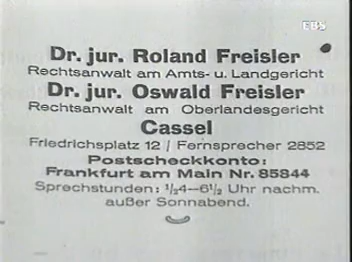 EBS
Dr. jur. Roland Freisler
Rechtsanwalt am Amts- u. Landgericht
Dr. jur. Oswald Freisler
Rechtsanwalt am Oberlandesgericht
Cassel
Friedrichsplatz 12 / Fernsprecher 2852
Postscheckkonto:
Frankfurt am Main Nr. 85844
Sprechstunden: ½4–6½ Uhr nachm.
außer Sonnabend.